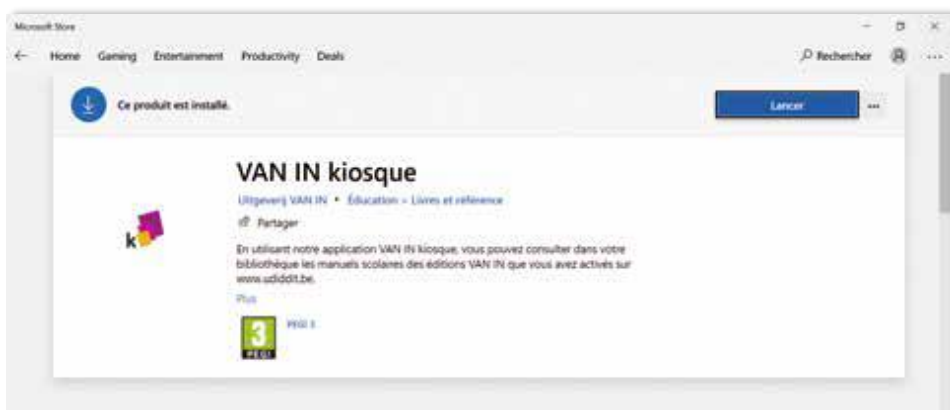 Microsoft Store
Home Gaming Entertainment Productivity Deals Rechercher
Ce produit est installé. Lancer
VAN IN kiosque
Uitgeverij VAN IN • Éducation > Livres et référence
Partager
En utilisant notre application VAN IN kiosque, vous pouvez consulter dans votre
bibliothèque les manuels scolaires des éditions VAN IN que vous avez activés sur
www.udiddit.be.
Plus
k
3 PEGI 3
PEGI